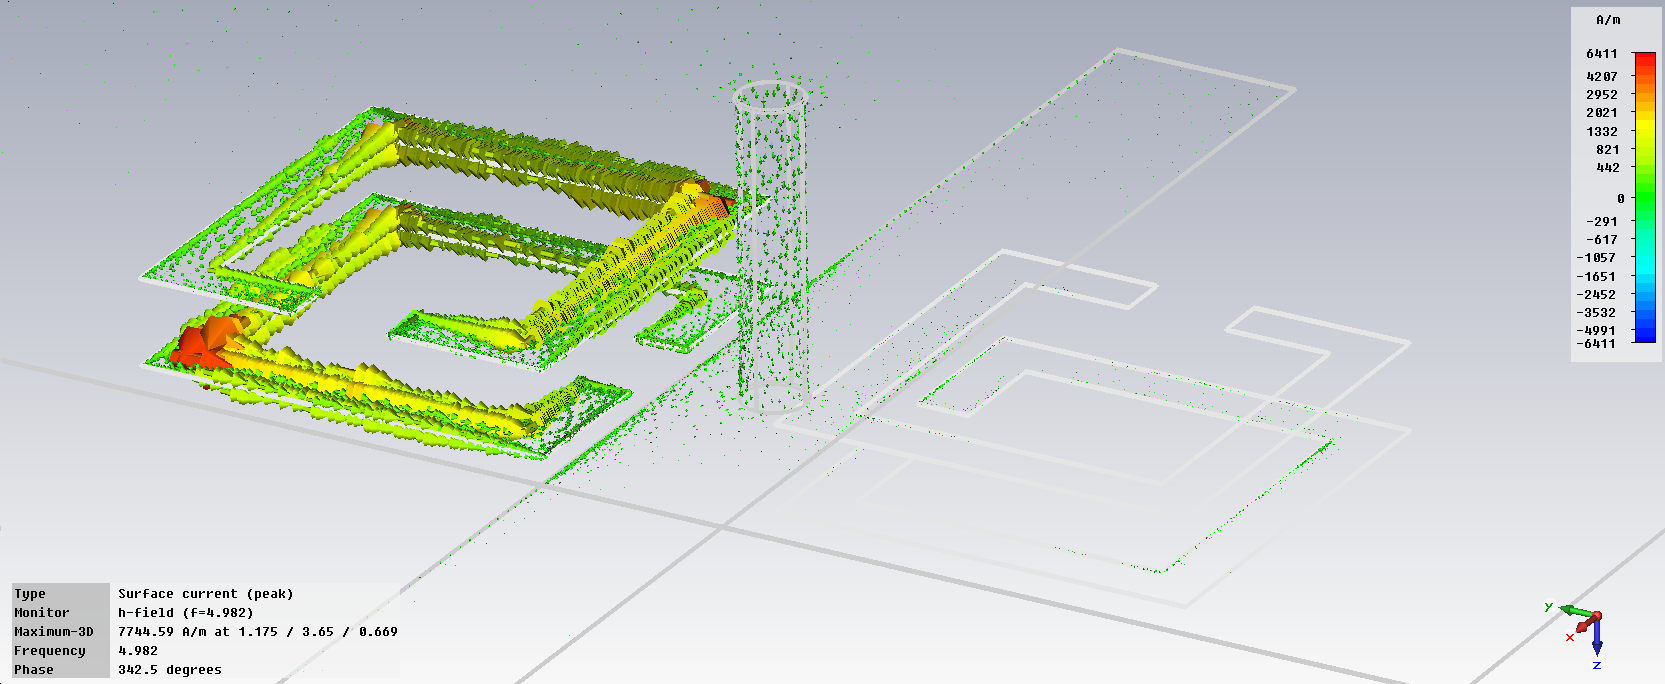 A/m
6411
4207
2952
2021
1332
821
442
0
-291
-617
-1057
-1651
-2452
-3532
-4991
-6411
Type Surface current (peak)
Monitor h-field (f=4.982)
Maximum-3D 7744.59 A/m at 1.175 / 3.65 / 0.669
Frequency 4.982
Phase 342.5 degrees
y
x
z